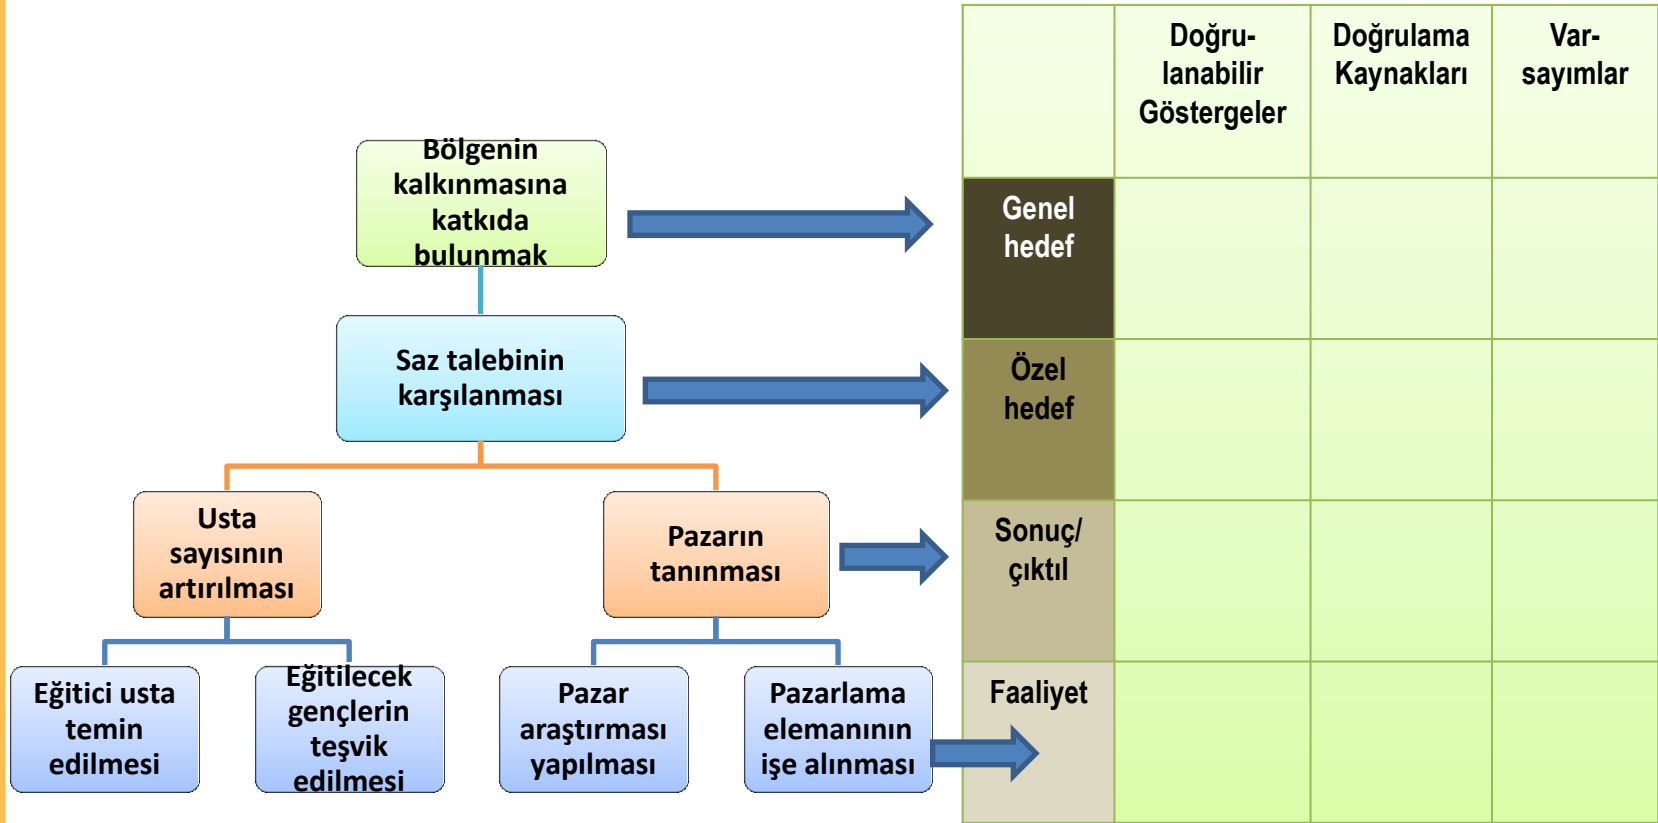 Bölgenin
kalkınmasına
katkıda
bulunmak
Saz talebinin
karşılanması
Usta
sayısının
artırılması
Pazarın
tanınması
Eğitici usta
temin
edilmesi
Eğitilecek
gençlerin
teşvik
edilmesi
Pazar
araştırması
yapılması
Pazarlama
elemanının
işe alınması
Doğru-
lanabilir
Göstergeler
Doğrulama
Kaynakları
Var-
sayımlar
Genel
hedef
Özel
hedef
Sonuç/
çıktıl
Faaliyet